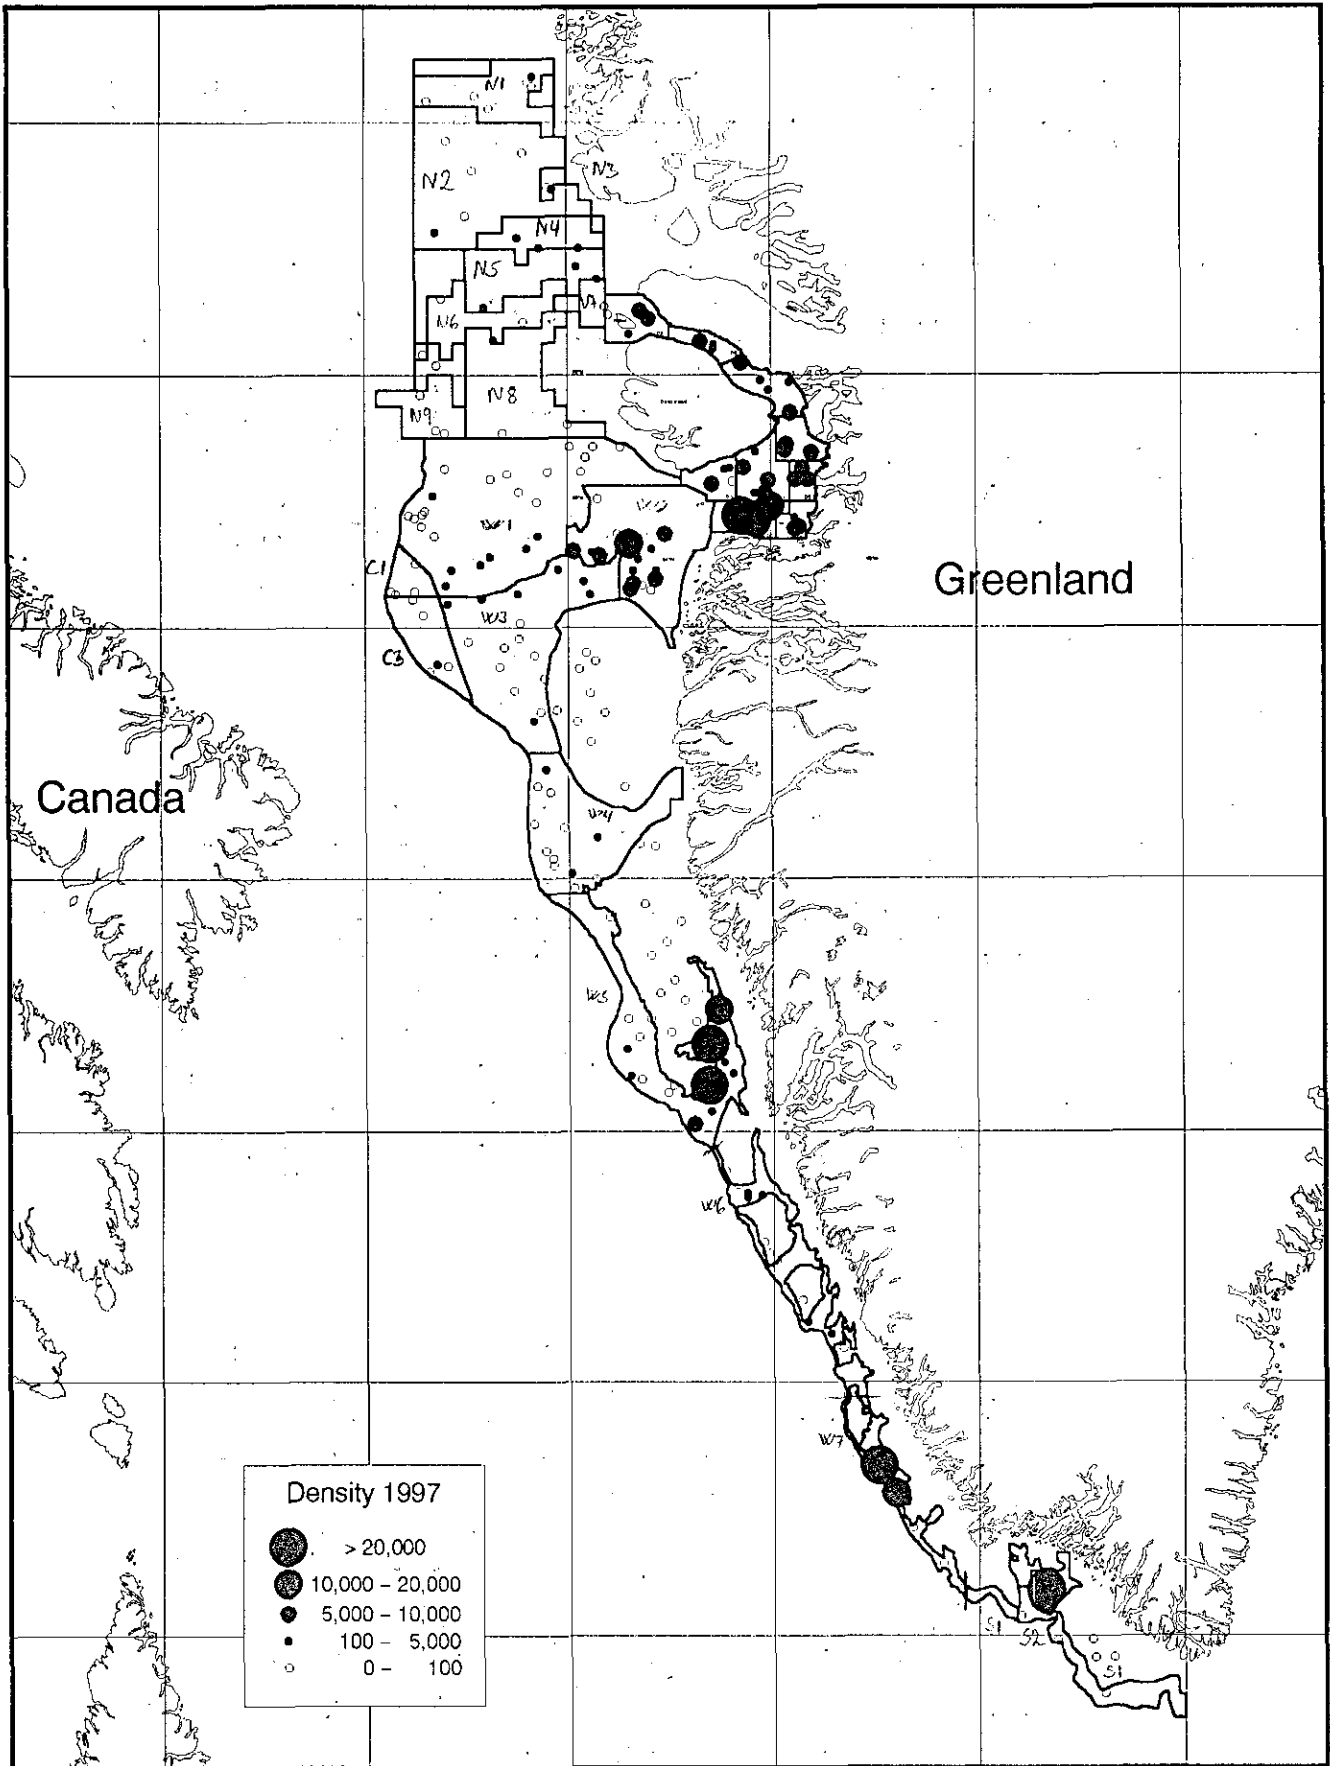 N1
N2
N3
N4
N5
N6
N7
N8
N9
W1
W2
C1
W3
C3
Greenland
Canada
W4
W5
W6
W7
Density 1997
> 20,000
10,000 – 20,000
5,000 – 10,000
100 – 5,000
0 – 100
S1
S2
S1